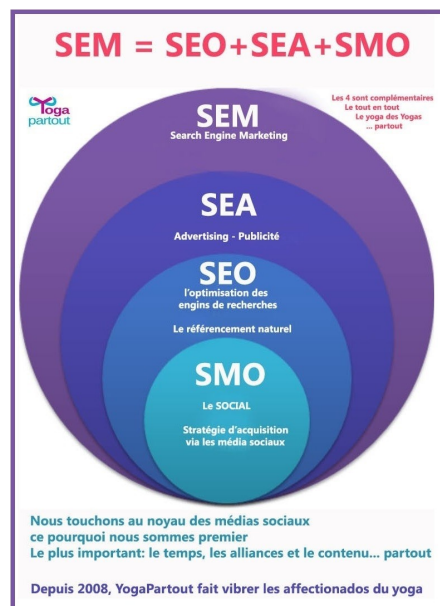 SEM = SEO+SEA+SMO
Yoga
partout
Les 4 sont complémentaires
Le tout en tout
Le yoga des Yogas
... partout
SEM
Search Engine Marketing
SEA
Advertising - Publicité
SEO
l'optimisation des
engins de recherches
Le référencement naturel
SMO
Le SOCIAL
Stratégie d'acquisition
via les média sociaux
Nous touchons au noyau des médias sociaux
ce pourquoi nous sommes premier
Le plus important: le temps, les alliances et le contenu... partout
Depuis 2008, YogaPartout fait vibrer les affectionados du yoga